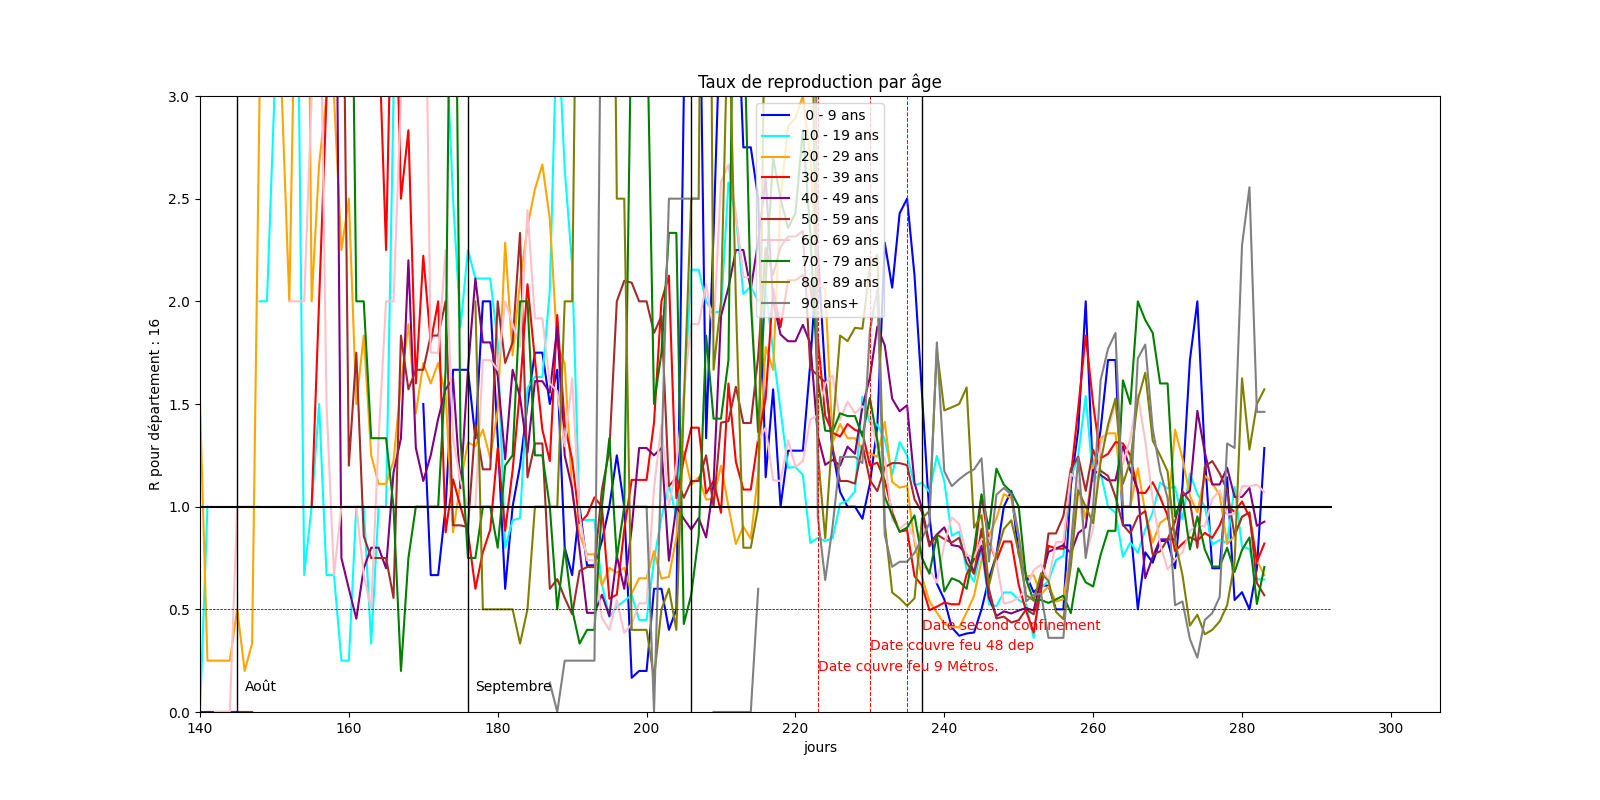 Taux de reproduction par âge
3.0
2.5
2.0
1.5
1.0
0.5
0.0
R pour département : 16
0 - 9 ans
10 - 19 ans
20 - 29 ans
30 - 39 ans
40 - 49 ans
50 - 59 ans
60 - 69 ans
70 - 79 ans
80 - 89 ans
90 ans+
Date second confinement
Date couvre feu 48 dep
Date couvre feu 9 Métros.
Août
Septembre
140
160
180
200
220
240
260
280
300
jours